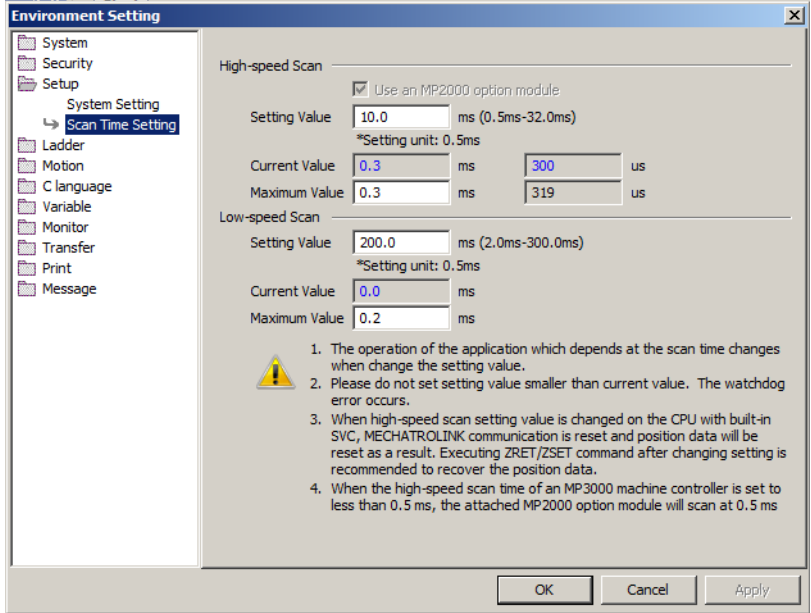 Environment Setting
System
Security
Setup
System Setting
Scan Time Setting
Ladder
Motion
C language
Variable
Monitor
Transfer
Print
Message
High-speed Scan
Use an MP2000 option module
Setting Value 10.0 ms (0.5ms-32.0ms)
*Setting unit: 0.5ms
Current Value 0.3 ms 300 us
Maximum Value 0.3 ms 319 us
Low-speed Scan
Setting Value 200.0 ms (2.0ms-300.0ms)
*Setting unit: 0.5ms
Current Value 0.0 ms
Maximum Value 0.2 ms
1. The operation of the application which depends at the scan time changes
when change the setting value.
2. Please do not set setting value smaller than current value. The watchdog
error occurs.
3. When high-speed scan setting value is changed on the CPU with built-in
SVC, MECHATROLINK communication is reset and position data will be
reset as a result. Executing ZRET/ZSET command after changing setting is
recommended to recover the position data.
4. When the high-speed scan time of an MP3000 machine controller is set to
less than 0.5 ms, the attached MP2000 option module will scan at 0.5 ms
OK Cancel Apply